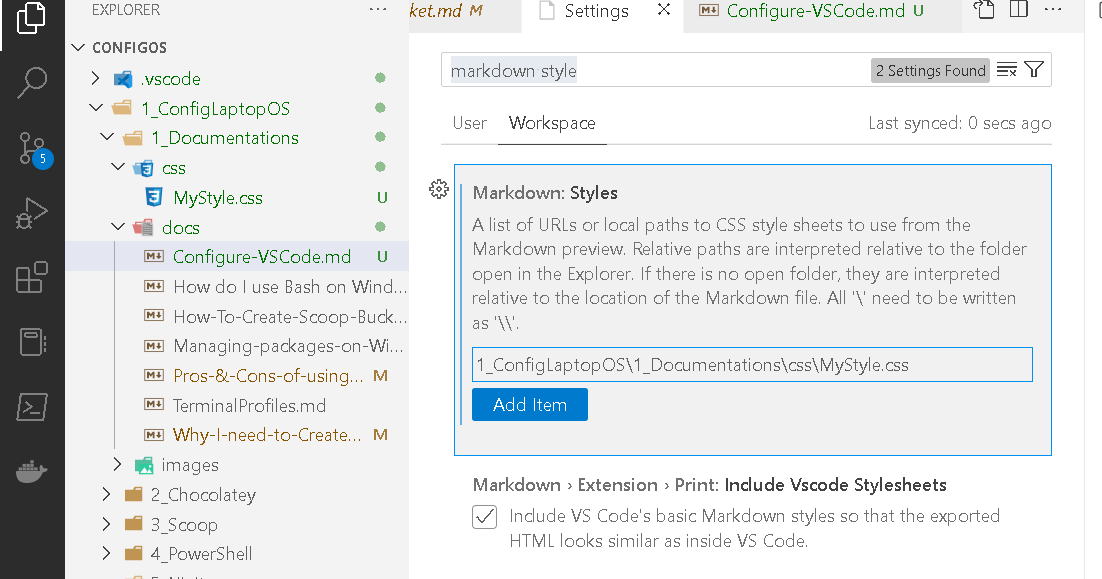 EXPLORER ...
ket.md M
Settings
Configure-VSCode.md U
...
CONFIGOS
.vscode
1_ConfigLaptopOS
1_Documentations
css
MyStyle.css U
docs
Configure-VSCode.md U
How do I use Bash on Wind...
How-To-Create-Scoop-Buck...
Managing-packages-on-Wi...
Pros-&-Cons-of-using... M
TerminalProfiles.md
Why-I-need-to-Create... M
images
2_Chocolatey
3_Scoop
4_PowerShell
5
markdown style
2 Settings Found
User Workspace
Last synced: 0 secs ago
Markdown: Styles
A list of URLs or local paths to CSS style sheets to use from the
Markdown preview. Relative paths are interpreted relative to the folder
open in the Explorer. If there is no open folder, they are interpreted
relative to the location of the Markdown file. All '\' need to be written
as '\\'.
1_ConfigLaptopOS\1_Documentations\css\MyStyle.css
Add Item
Markdown › Extension › Print: Include Vscode Stylesheets
Include VS Code's basic Markdown styles so that the exported
HTML looks similar as inside VS Code.